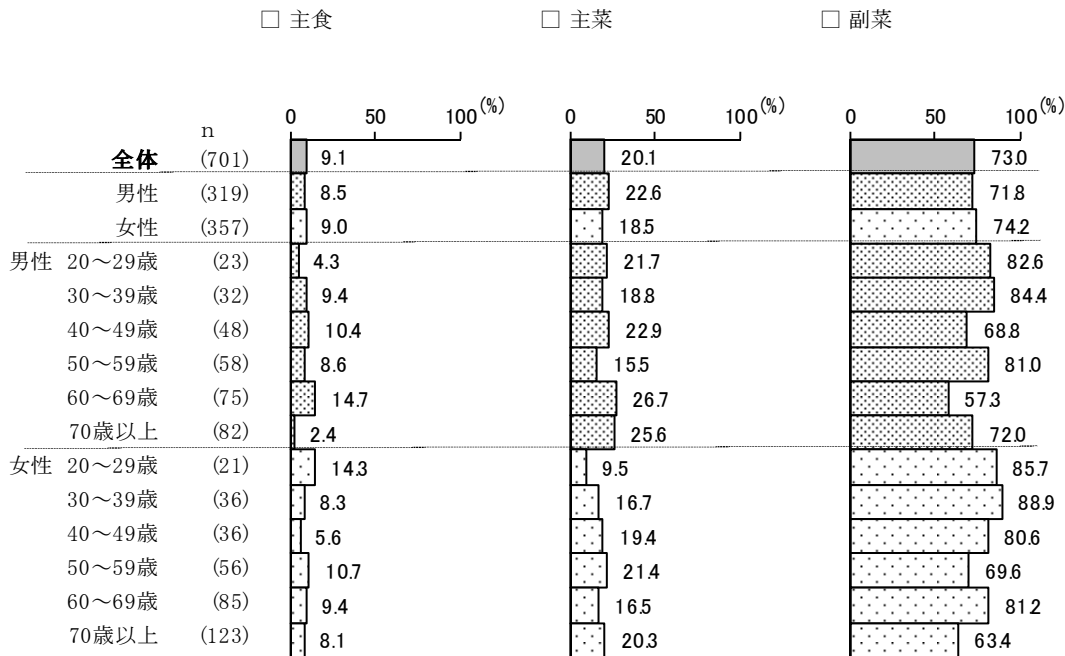 □ 主食 □ 主菜 □ 副菜
0 50 100 (%) 0 50 100 (%) 0 50 100 (%)
n
全体 (701) 9.1 20.1 73.0
男性 (319) 8.5 22.6 71.8
女性 (357) 9.0 18.5 74.2
男性 20～29歳 (23) 4.3 21.7 82.6
30～39歳 (32) 9.4 18.8 84.4
40～49歳 (48) 10.4 22.9 68.8
50～59歳 (58) 8.6 15.5 81.0
60～69歳 (75) 14.7 26.7 57.3
70歳以上 (82) 2.4 25.6 72.0
女性 20～29歳 (21) 14.3 9.5 85.7
30～39歳 (36) 8.3 16.7 88.9
40～49歳 (36) 5.6 19.4 80.6
50～59歳 (56) 10.7 21.4 69.6
60～69歳 (85) 9.4 16.5 81.2
70歳以上 (123) 8.1 20.3 63.4